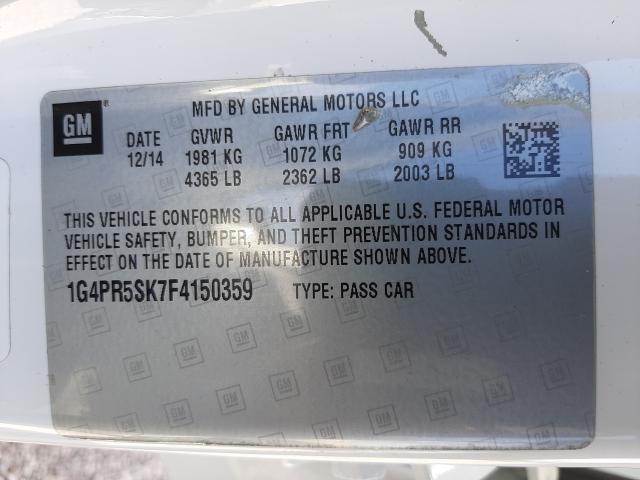 GM
MFD BY GENERAL MOTORS LLC
DATE GVWR GAWR FRT GAWR RR
12/14 1981 KG 1072 KG 909 KG
4365 LB 2362 LB 2003 LB
THIS VEHICLE CONFORMS TO ALL APPLICABLE U.S. FEDERAL MOTOR
VEHICLE SAFETY, BUMPER, AND THEFT PREVENTION STANDARDS IN
EFFECT ON THE DATE OF MANUFACTURE SHOWN ABOVE.
1G4PR5SK7F4150359 TYPE: PASS CAR